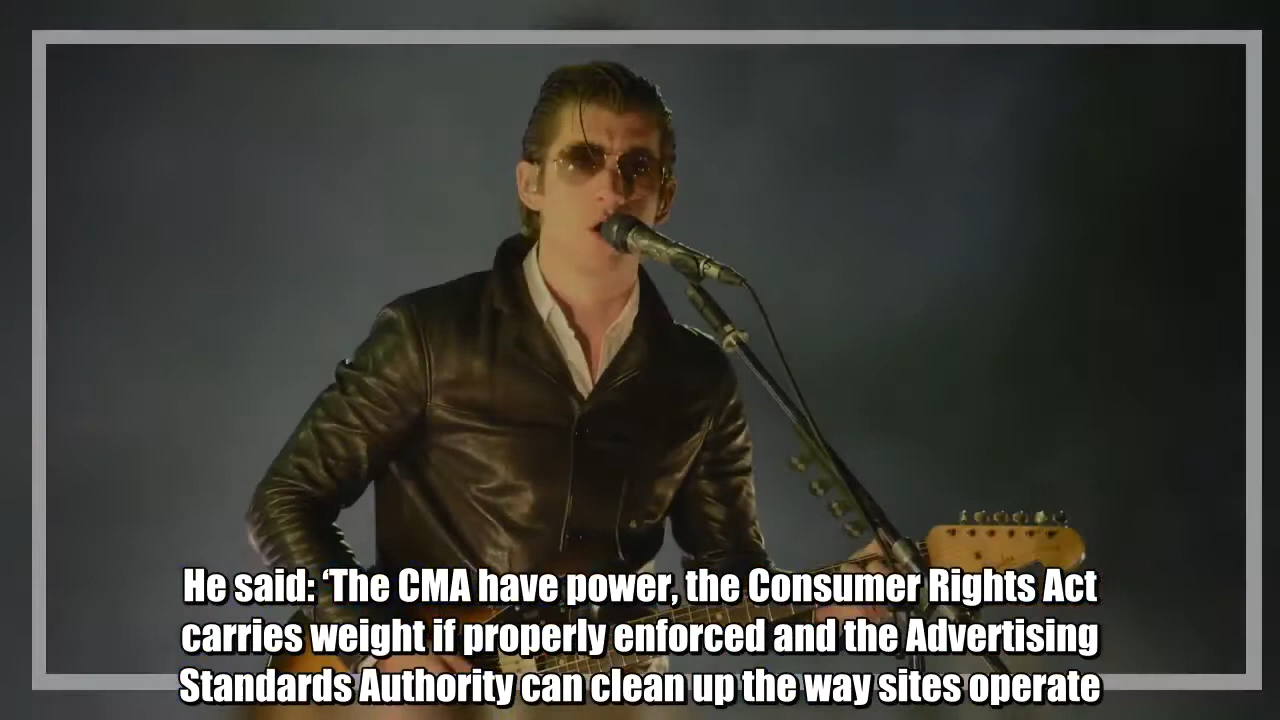 He said: ‘The CMA have power, the Consumer Rights Act
carries weight if properly enforced and the Advertising
Standards Authority can clean up the way sites operate